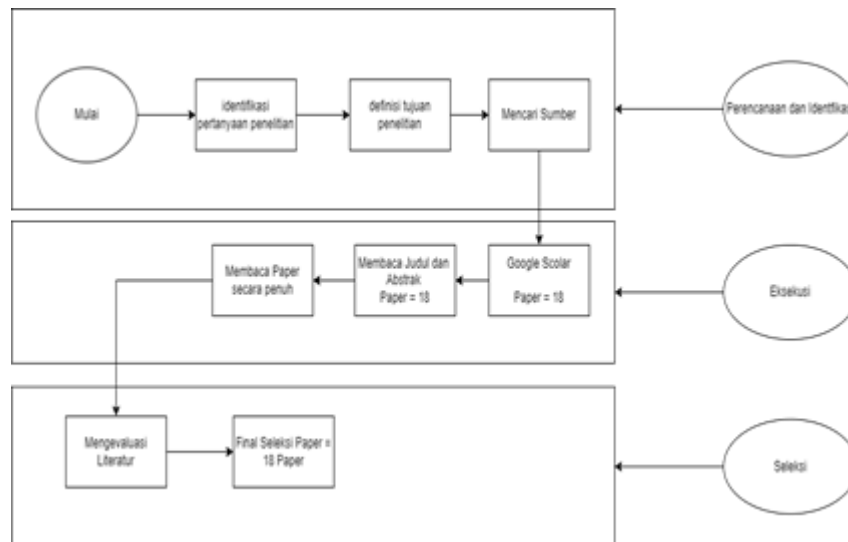 Mulai
identifikasi
pertanyaan penelitian
definisi tujuan
penelitian
Mencari Sumber
Perencanaan dan Identfikasi
Membaca Paper
secara penuh
Membaca Judul dan
Abstrak
Paper = 18
Google Scolar
Paper = 18
Eksekusi
Mengevaluasi
Literatur
Final Seleksi Paper =
18 Paper
Seleksi